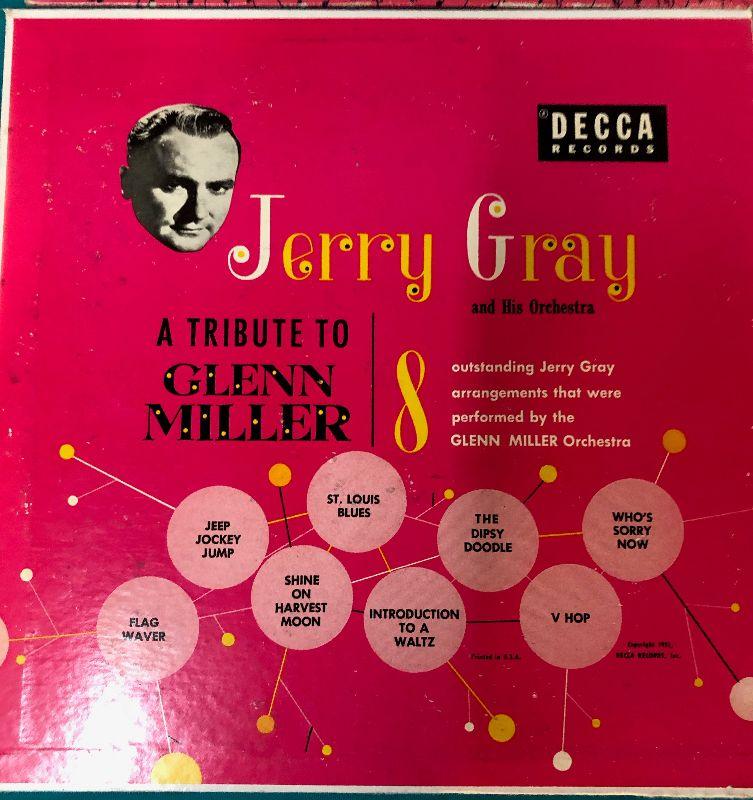 DECCA
RECORDS
Jerry Gray
and His Orchestra
A TRIBUTE TO
GLENN
MILLER
8
outstanding Jerry Gray
arrangements that were
performed by the
GLENN MILLER Orchestra
JEEP
JOCKEY
JUMP
ST. LOUIS
BLUES
THE
DIPSY
DOODLE
WHO'S
SORRY
NOW
FLAG
WAVER
SHINE
ON
HARVEST
MOON
INTRODUCTION
TO A
WALTZ
V HOP
Printed in U.S.A.
Copyright
DECCA RECORDS, Inc.